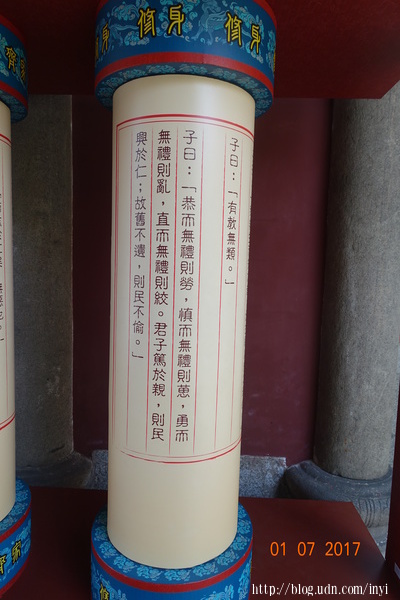 修身
修身
齊家
子曰：「有教無類。」
子曰：「恭而無禮則勞，慎而無禮則葸，勇而
無禮則亂，直而無禮則絞。君子篤於親，則民
興於仁；故舊不遺，則民不偷。」
01 07 2017
http://blog.udn.com/inyi